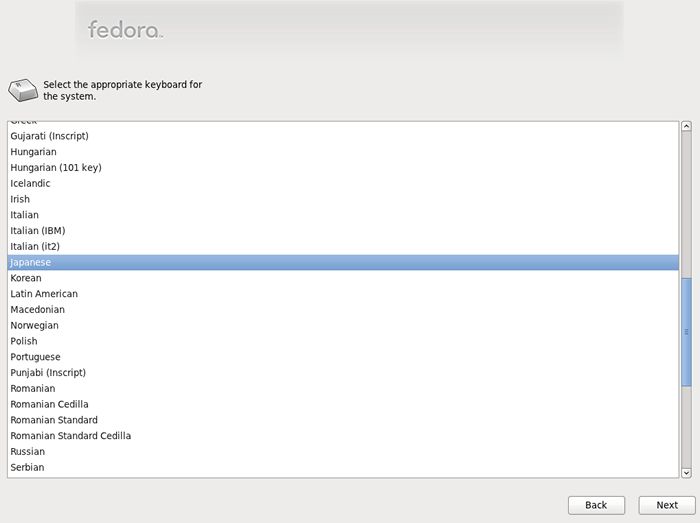 fedora.
Select the appropriate keyboard for
the system.
Greek
Gujarati (Inscript)
Hungarian
Hungarian (101 key)
Icelandic
Irish
Italian
Italian (IBM)
Italian (it2)
Japanese
Korean
Latin American
Macedonian
Norwegian
Polish
Portuguese
Punjabi (Inscript)
Romanian
Romanian Cedilla
Romanian Standard
Romanian Standard Cedilla
Russian
Serbian
Back Next